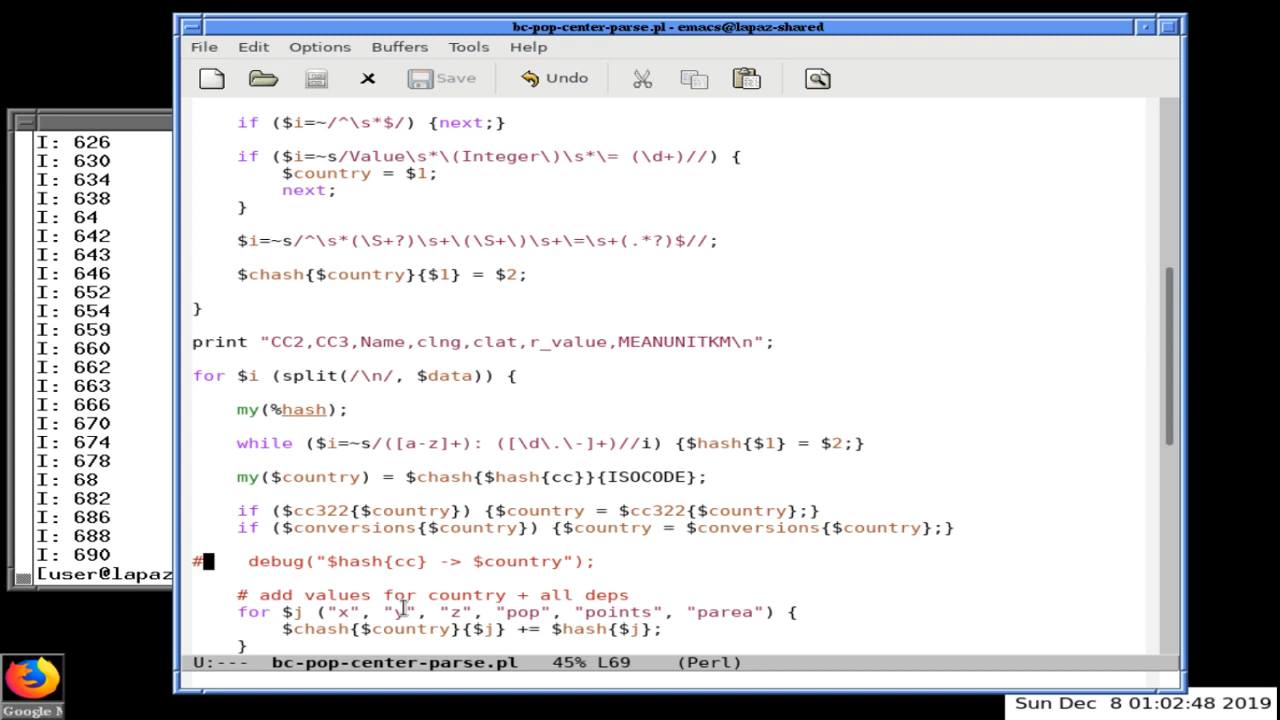 bc-pop-center-parse.pl - emacs@lapaz-shared
File Edit Options Buffers Tools Help
Save Undo
if ($i=~/^\s*$/) {next;}
if ($i=~s/Value\s*\(Integer\)\s*\= (\d+)//) {
$country = $1;
next;
}
$i=~s/^\s*(\S+?)\s+\(\S+\)\s+\=\s+(.*?)$//;
$chash{$country}{$1} = $2;
}
print "CC2,CC3,Name,clng,clat,r_value,MEANUNITKM\n";
for $i (split(/\n/, $data)) {
my(%hash);
while ($i=~s/([a-z]+): ([\d\.\-]+)//i) {$hash{$1} = $2;}
my($country) = $chash{$hash{cc}}{ISOCODE};
if ($cc322{$country}) {$country = $cc322{$country};}
if ($conversions{$country}) {$country = $conversions{$country};}
# debug("$hash{cc} -> $country");
# add values for country + all deps
for $j ("x", "y", "z", "pop", "points", "parea") {
$chash{$country}{$j} += $hash{$j};
}
U:--- bc-pop-center-parse.pl 45% L69 (Perl)
I: 626
I: 630
I: 634
I: 638
I: 64
I: 642
I: 643
I: 646
I: 652
I: 654
I: 659
I: 660
I: 662
I: 663
I: 666
I: 670
I: 674
I: 678
I: 68
I: 682
I: 686
I: 688
I: 690
[user@lapaz
Google M
Sun Dec 8 01:02:48 2019